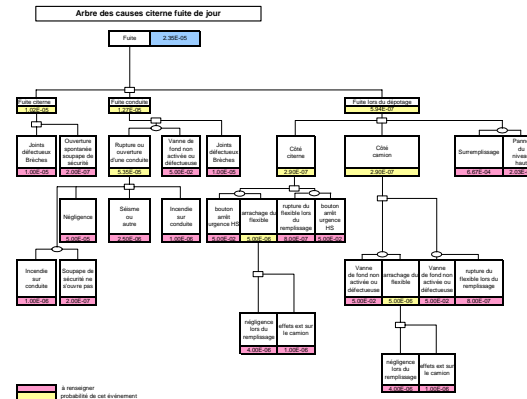 Arbre des causes citerne fuite de jour
Fuite
2.35E-05
Fuite citerne
1.02E-05
Fuite conduite
1.27E-05
Fuite lors du dépotage
5.94E-07
Joints
défectueux
Brèches
1.00E-05
Ouverture
spontanée
soupape de
sécurité
2.00E-07
Rupture ou
ouverture
d'une conduite
5.35E-05
Vanne de
fond non
activée ou
défectueuse
5.00E-02
Joints
défectueux
Brèches
1.00E-05
Côté
citerne
2.90E-07
Côté
camion
2.90E-07
Surremplissage
6.67E-04
Panne
du
niveau
haut
2.03E-
Négligence
5.00E-05
Séisme
ou
autre
2.50E-06
Incendie
sur
conduite
1.00E-06
bouton
arrêt
urgence HS
5.00E-02
arrachage du
flexible
5.00E-06
rupture du
flexible lors
du
remplissage
8.00E-07
bouton
arrêt
urgence
HS
5.00E-02
Incendie
sur
conduite
1.00E-06
Soupape de
sécurité ne
s'ouvre pas
2.00E-07
Vanne
de fond non
activée ou
défectueuse
5.00E-02
arrachage du
flexible
5.00E-06
Vanne
de fond non
activée ou
défectueuse
5.00E-02
rupture du
flexible lors du
remplissage
8.00E-07
négligence
lors du
remplissage
4.00E-06
effets ext sur
le camion
1.00E-06
négligence
lors du
remplissage
4.00E-06
effets ext sur
le camion
1.00E-06
à renseigner
probabilité de cet événement